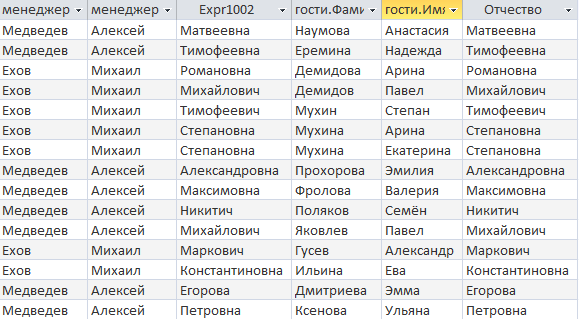 менеджер менеджер Expr1002 гости.Фами гости.Имя Отчество
Медведев Алексей Матвеевна Наумова Анастасия Матвеевна
Медведев Алексей Тимофеевна Еремина Надежда Тимофеевна
Ехов Михаил Романовна Демидова Арина Романовна
Ехов Михаил Михайлович Демидов Павел Михайлович
Ехов Михаил Тимофеевич Мухин Степан Тимофеевич
Ехов Михаил Степановна Мухина Арина Степановна
Ехов Михаил Степановна Мухина Екатерина Степановна
Медведев Алексей Александровна Прохорова Эмилия Александровна
Медведев Алексей Максимовна Фролова Валерия Максимовна
Медведев Алексей Никитич Поляков Семён Никитич
Медведев Алексей Михайлович Яковлев Павел Михайлович
Ехов Михаил Маркович Гусев Александр Маркович
Ехов Михаил Константиновна Ильина Ева Константиновна
Медведев Алексей Егорова Дмитриева Эмма Егорова
Медведев Алексей Петровна Ксенова Ульяна Петровна